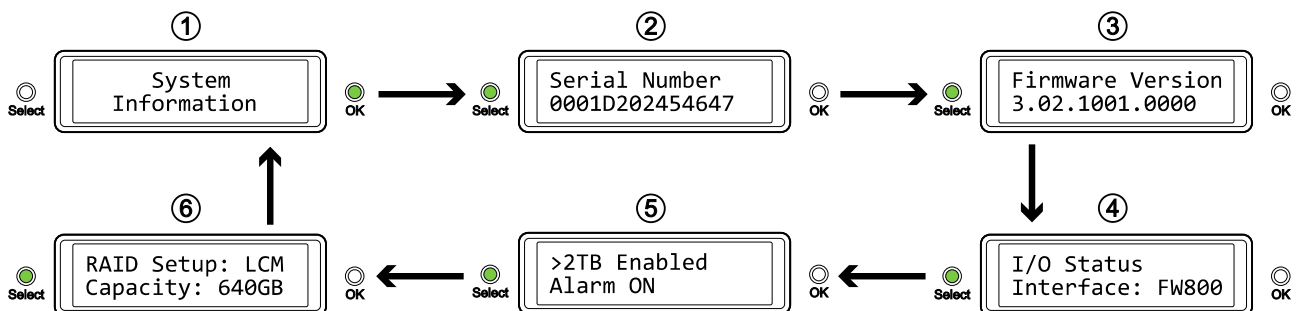 ①
System
Information
Select
OK
②
Serial Number
0001D202454647
Select
OK
③
Firmware Version
3.02.1001.0000
Select
OK
④
I/O Status
Interface: FW800
Select
OK
⑤
>2TB Enabled
Alarm ON
Select
OK
⑥
RAID Setup: LCM
Capacity: 640GB
Select
OK